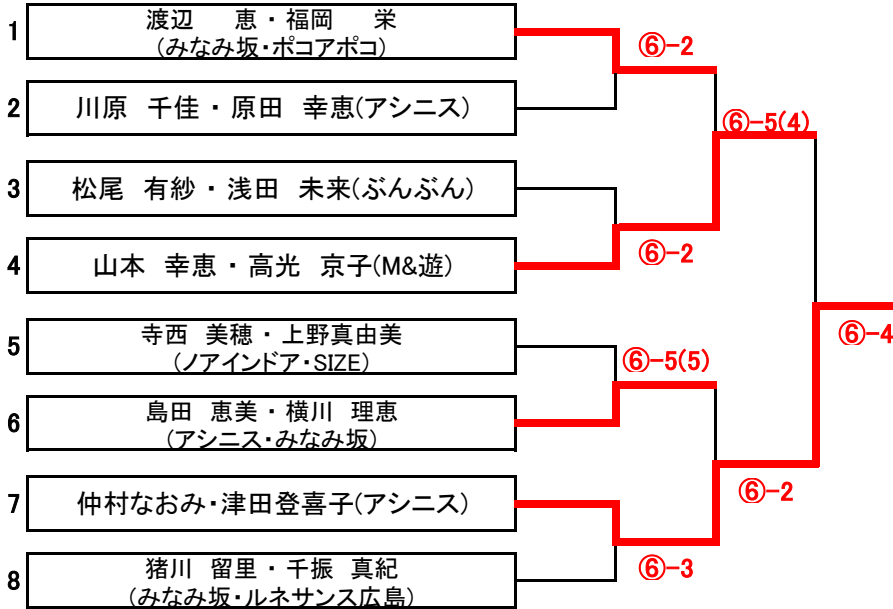 1
渡辺　恵・福岡　栄
(みなみ坂・ポコアポコ)
⑥-2
2
川原　千佳・原田　幸恵(アシニス)
⑥-5(4)
3
松尾　有紗・浅田　未来(ぶんぶん)
⑥-2
4
山本　幸恵・高光　京子(M&遊)
⑥-4
5
寺西　美穂・上野真由美
(ノアインドア・SIZE)
⑥-5(5)
6
島田　恵美・横川　理恵
(アシニス・みなみ坂)
⑥-2
7
仲村なおみ・津田登喜子(アシニス)
⑥-3
8
猪川　留里・千振　真紀
(みなみ坂・ルネサンス広島)